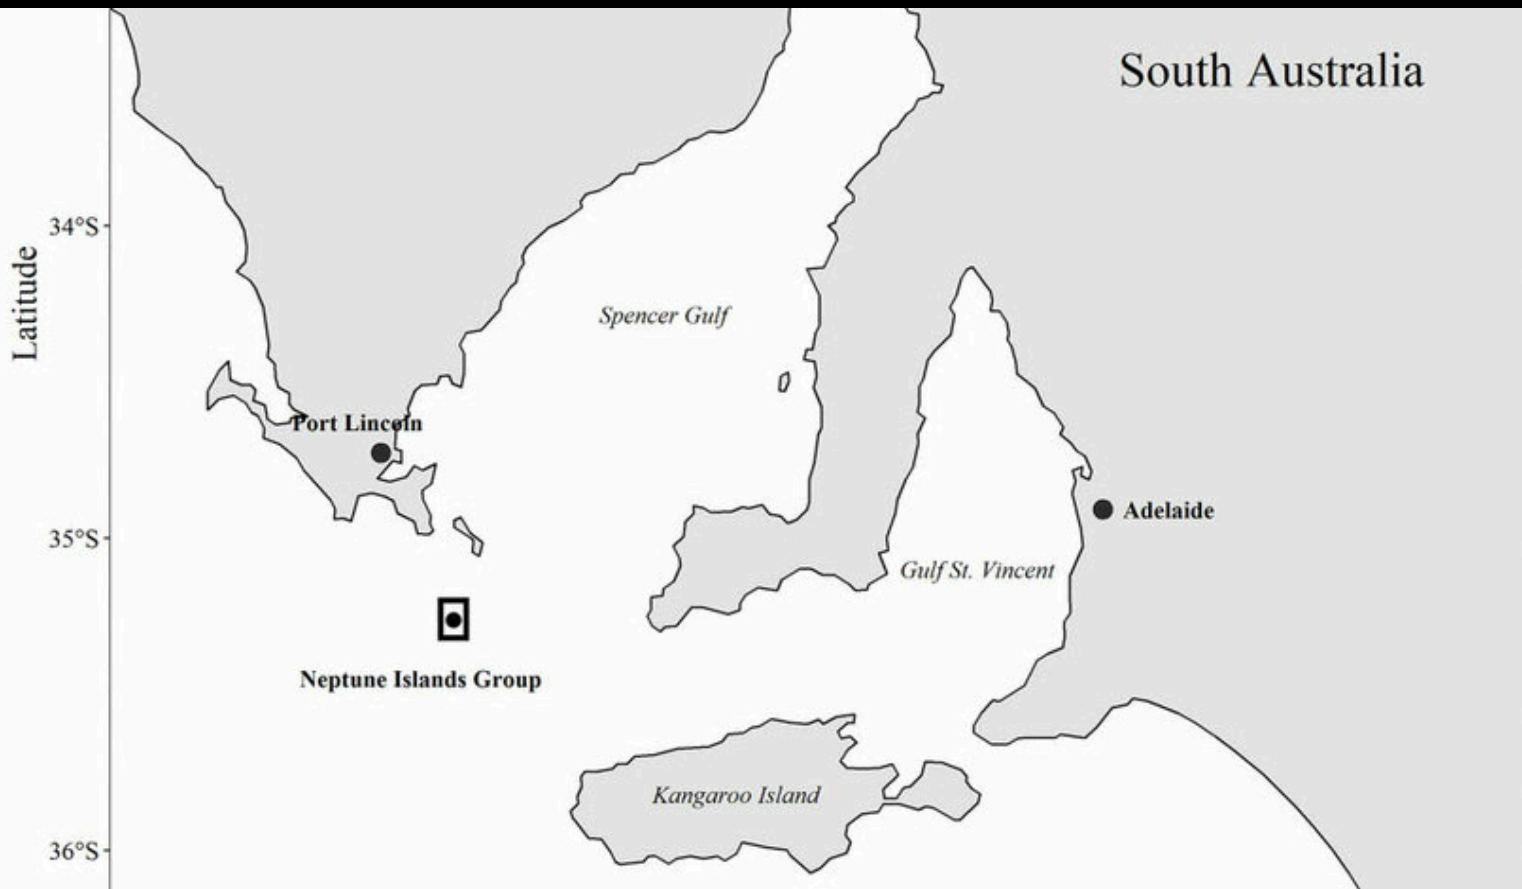 South Australia
34°S
Latitude
Spencer Gulf
Port Lincoln
Adelaide
35°S
Gulf St. Vincent
Neptune Islands Group
Kangaroo Island
36°S